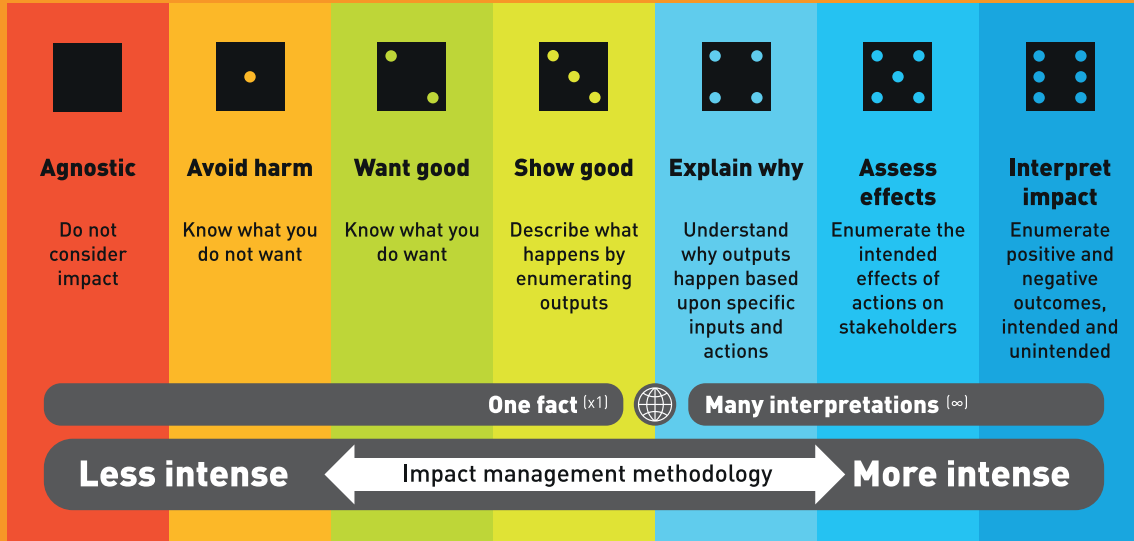 Agnostic
Do not
consider
impact
Avoid harm
Know what you
do not want
Want good
Know what you
do want
Show good
Describe what
happens by
enumerating
outputs
Explain why
Understand
why outputs
happen based
upon specific
inputs and
actions
Assess
effects
Enumerate the
intended
effects of
actions on
stakeholders
Interpret
impact
Enumerate
positive and
negative
outcomes,
intended and
unintended
One fact (x1)
Many interpretations (∞)
Less intense
Impact management methodology
More intense